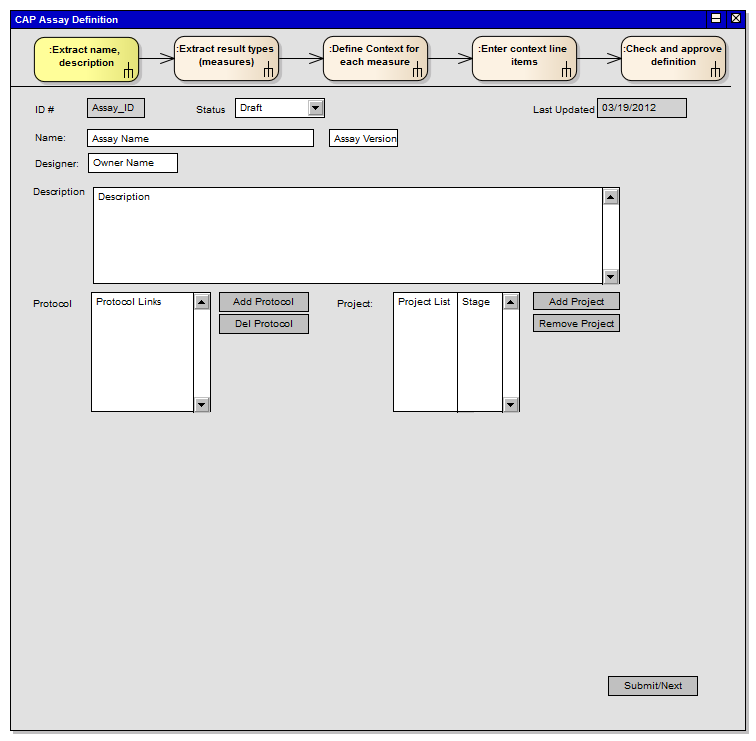 CAP Assay Definition
:Extract name,
description
:Extract result types
(measures)
:Define Context for
each measure
:Enter context line
items
:Check and approve
definition
ID #
Assay_ID
Status
Draft
Last Updated
03/19/2012
Name:
Assay Name
Assay Version
Designer:
Owner Name
Description
Description
Protocol
Protocol Links
Add Protocol
Del Protocol
Project:
Project List
Stage
Add Project
Remove Project
Submit/Next